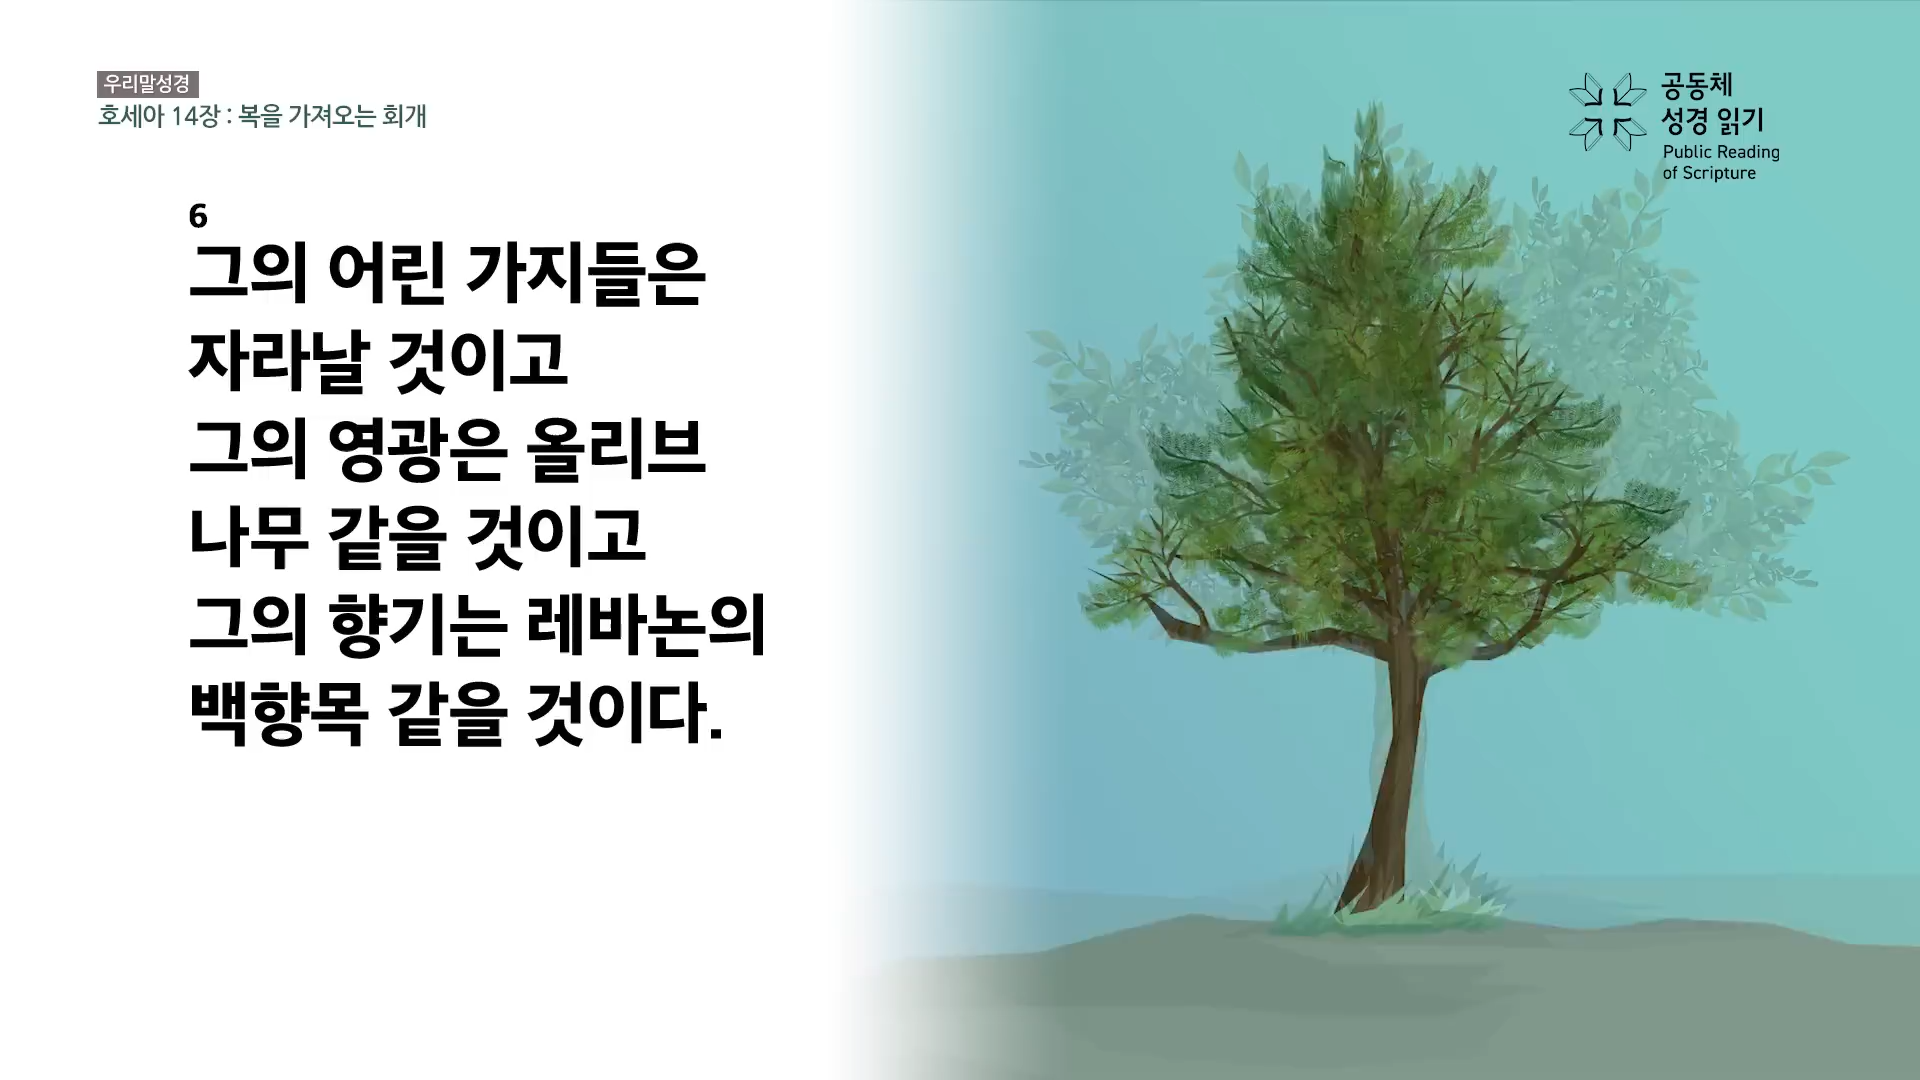 우리말성경
호세아 14장 : 복을 가져오는 회개
6
그의 어린 가지들은
자라날 것이고
그의 영광은 올리브
나무 같을 것이고
그의 향기는 레바논의
백향목 같을 것이다.
공동체
성경 읽기
Public Reading
of Scripture